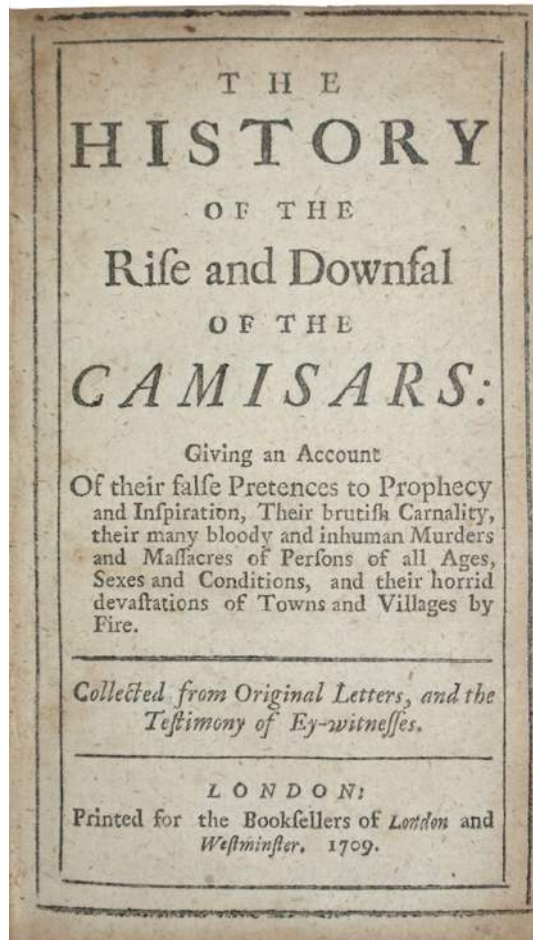 THE
HISTORY
OF THE
Riſe and Downfal
OF THE
CAMISARS:
Giving an Account
Of their falſe Pretences to Prophecy
and Inſpiration, Their brutiſh Carnality,
their many bloody and inhuman Murders
and Maſſacres of Perſons of all Ages,
Sexes and Conditions, and their horrid
devaſtations of Towns and Villages by
Fire.
Collected from Original Letters, and the
Teſtimony of Ey-witneſſes.
LONDON:
Printed for the Bookſellers of London and
Weſtminſter. 1709.